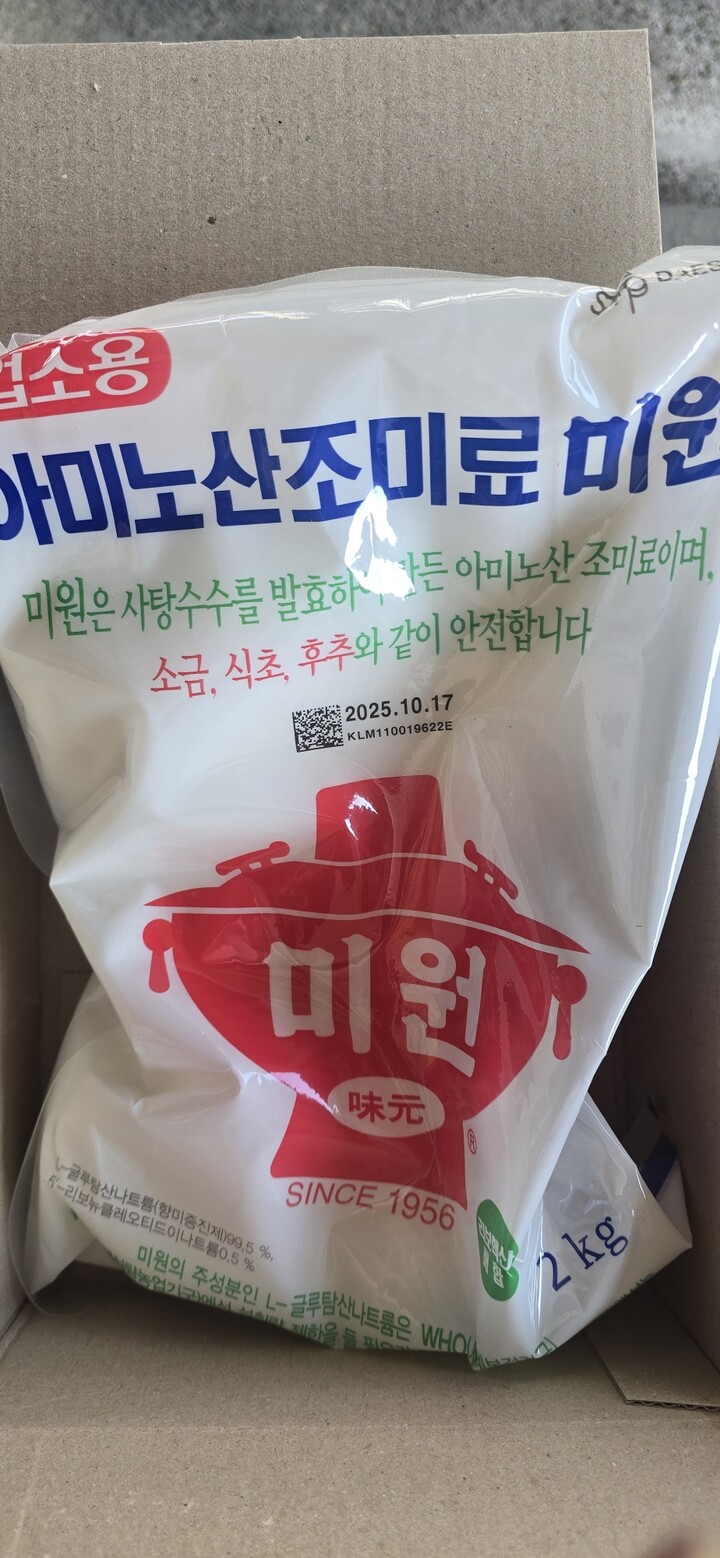 업소용
DAES
아미노산조미료 미원
미원은 사탕수수를 발효하여 만든 아미노산 조미료이며,
소금, 식초, 후추와 같이 안전합니다
2025.10.17
KLM110019622E
미원
味元
®
SINCE 1956
L-글루탐산나트륨(향미증진제)99.5 %,
5'-리보뉴클레오티드이나트륨0.5 %
2 kg
미원의 주성분인 L-글루탐산나트륨은 WHO(